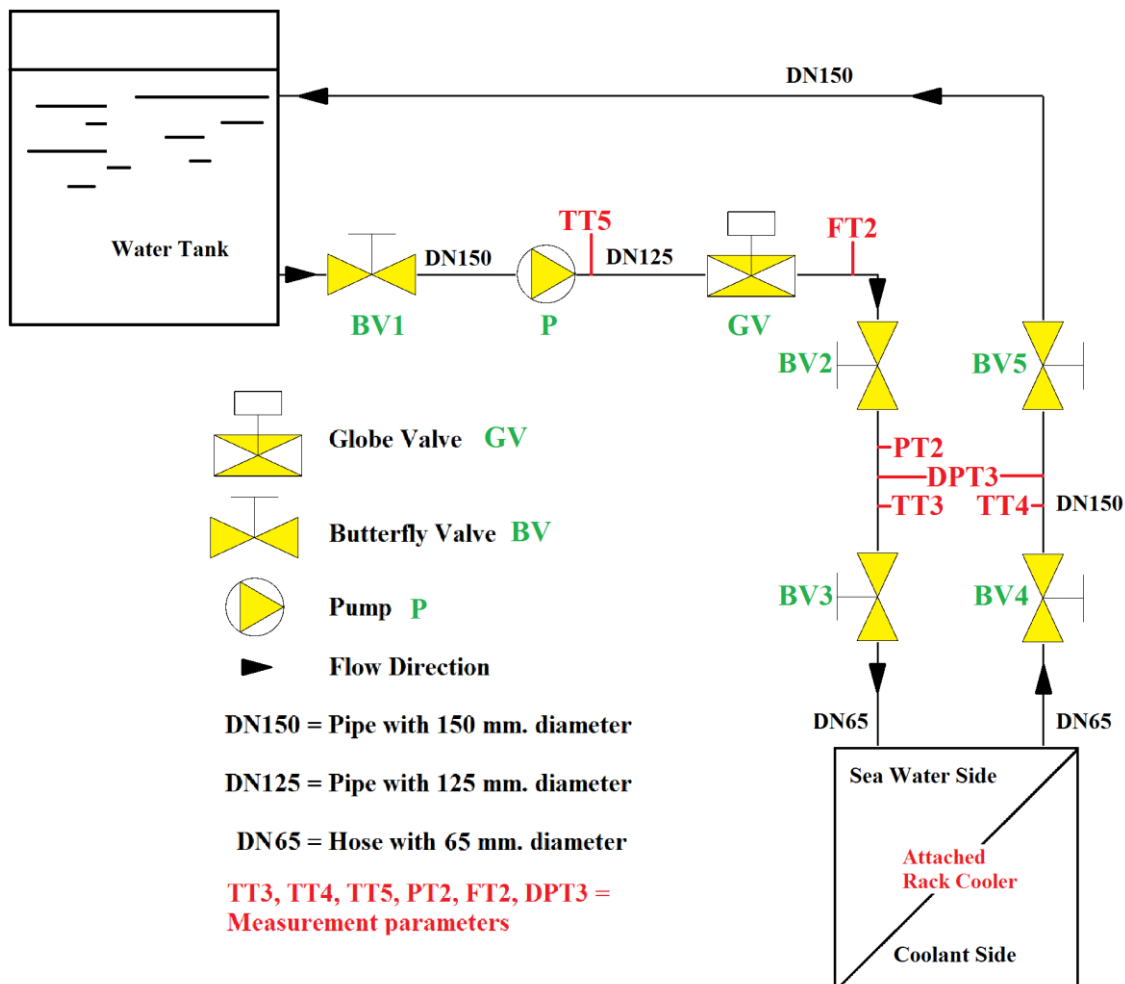 DN150
TT5
FT2
Water Tank
DN150
DN125
BV1
P
GV
BV2
BV5
Globe Valve GV
PT2
DPT3
TT3
TT4
DN150
Butterfly Valve BV
BV3
BV4
Pump P
Flow Direction
DN65
DN65
DN150 = Pipe with 150 mm. diameter
DN125 = Pipe with 125 mm. diameter
DN65 = Hose with 65 mm. diameter
TT3, TT4, TT5, PT2, FT2, DPT3 =
Measurement parameters
Sea Water Side
Attached
Rack Cooler
Coolant Side